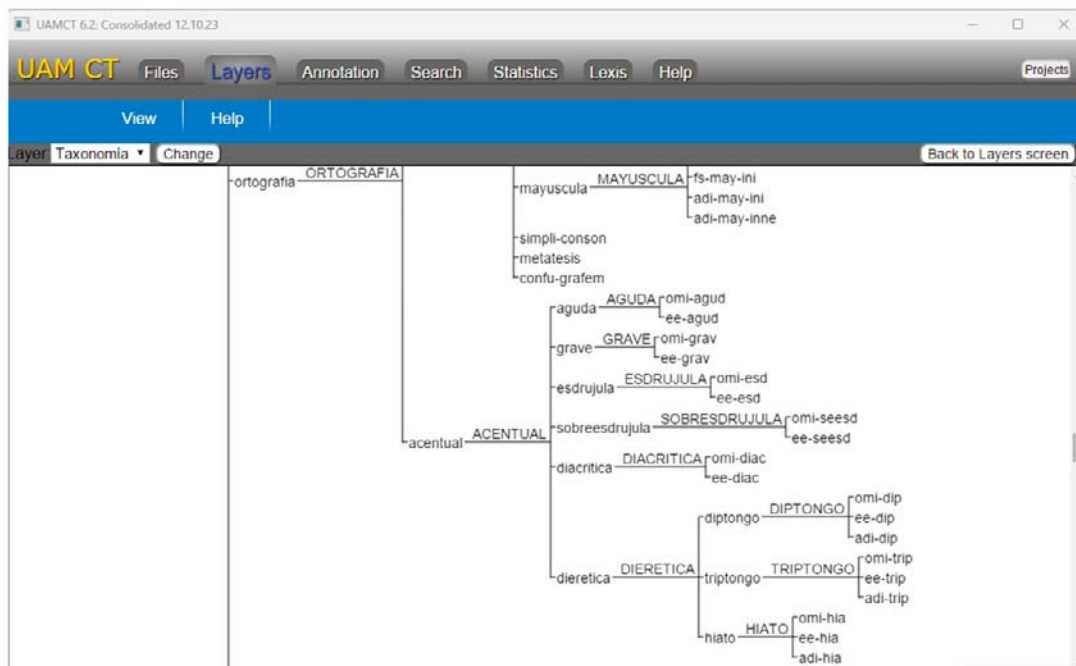 UAMCT 6.2: Consolidated 12.10.23
UAM CT Files Layers Annotation Search Statistics Lexis Help Projects
View Help
Layer Taxonomía Change Back to Layers screen
ortografia ORTOGRAFIA
mayuscula MAYUSCULA
fs-may-ini
adi-may-ini
adi-may-inne
simpli-conson
metatesis
confu-grafem
acentual ACENTUAL
aguda AGUDA
omi-agud
ee-agud
grave GRAVE
omi-grav
ee-grav
esdrujula ESDRUJULA
omi-esd
ee-esd
sobreesdrujula SOBRESDRUJULA
omi-seesd
ee-seesd
diacritica DIACRITICA
omi-diac
ee-diac
dieretica DIERETICA
diptongo DIPTONGO
omi-dip
ee-dip
adi-dip
triptongo TRIPTONGO
omi-trip
ee-trip
adi-trip
hiato HIATO
omi-hia
ee-hia
adi-hia